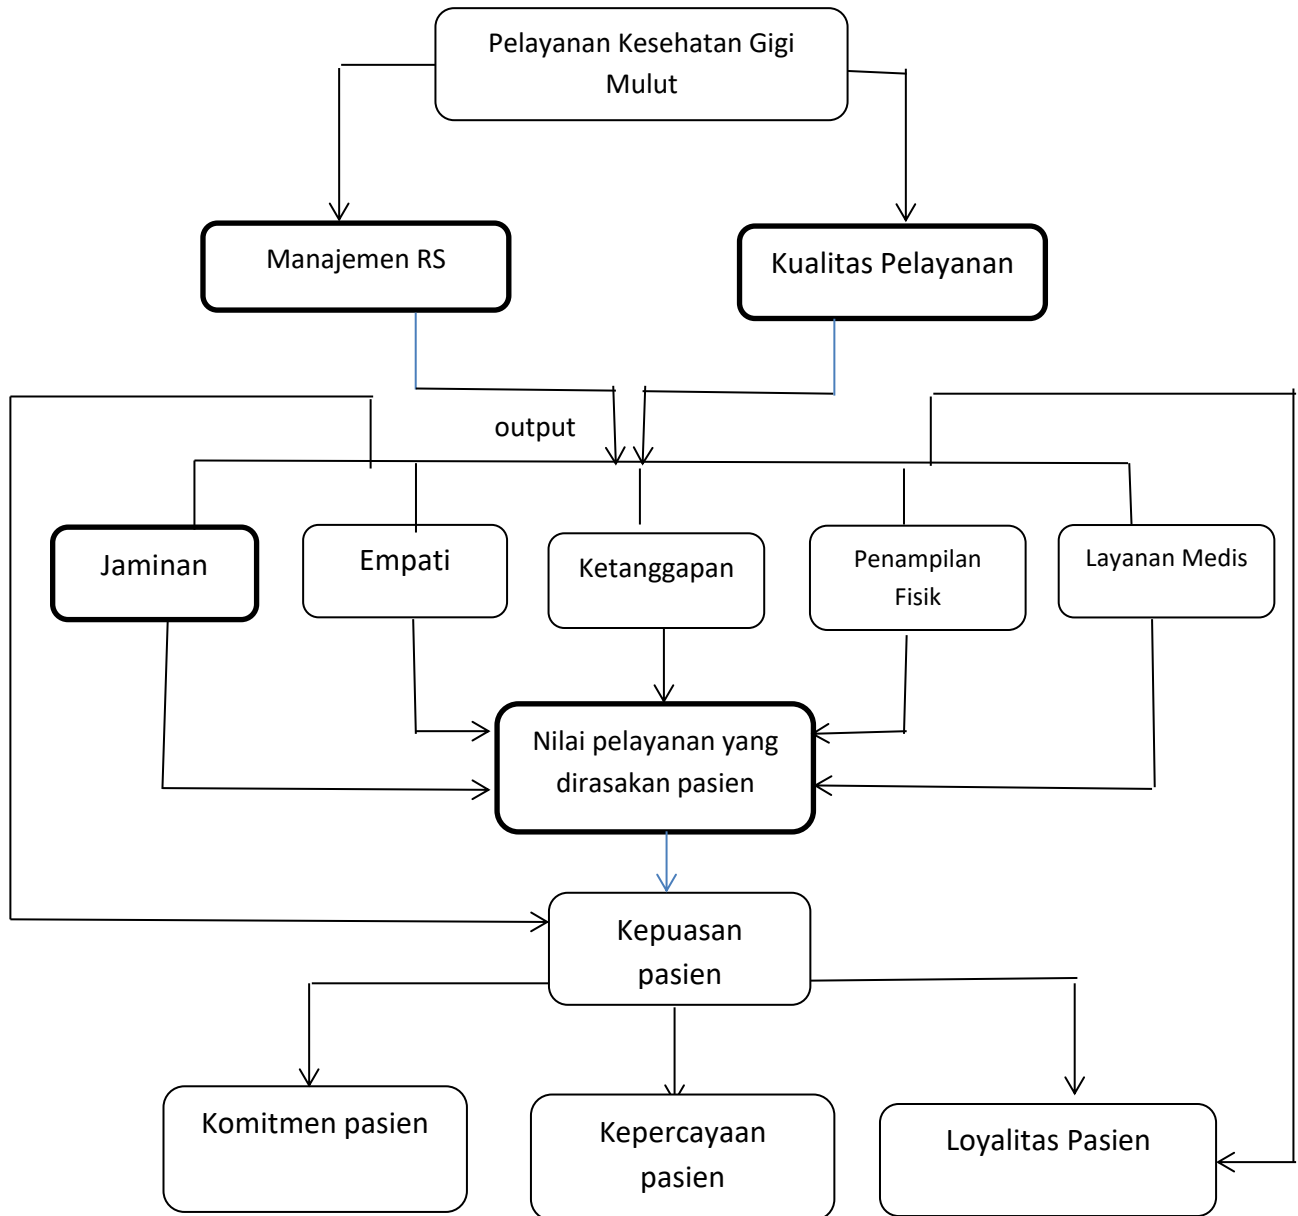 Pelayanan Kesehatan Gigi
Mulut
Manajemen RS
Kualitas Pelayanan
output
Jaminan
Empati
Ketanggapan
Penampilan
Fisik
Layanan Medis
Nilai pelayanan yang
dirasakan pasien
Kepuasan
pasien
Komitmen pasien
Kepercayaan
pasien
Loyalitas Pasien